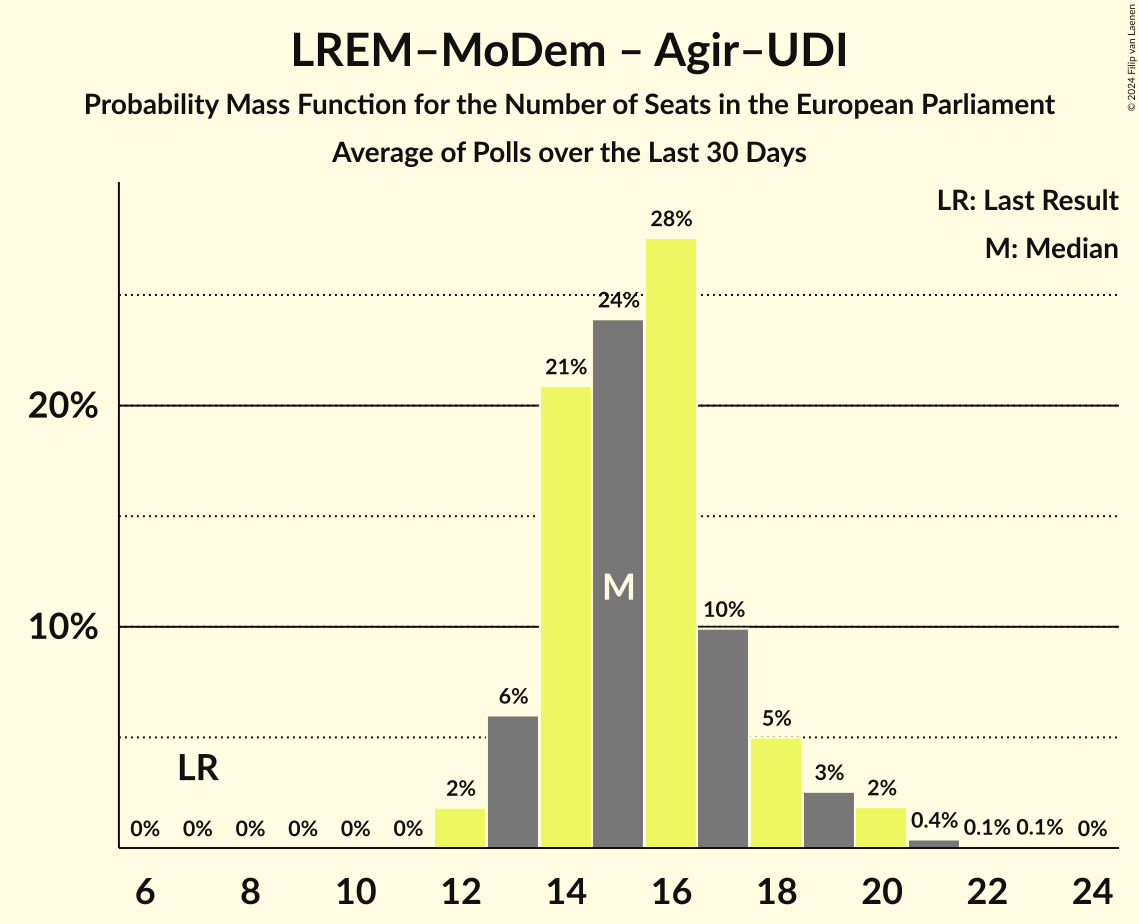 LREM–MoDem – Agir–UDI
Probability Mass Function for the Number of Seats in the European Parliament
Average of Polls over the Last 30 Days
© 2024 Filip van Laenen
LR: Last Result
M: Median
28%
24%
21%
20%
M
10%
10%
6%
5%
LR
3%
2%
2%
0% 0% 0% 0% 0% 0% 0.4% 0.1% 0.1% 0%
6 8 10 12 14 16 18 20 22 24